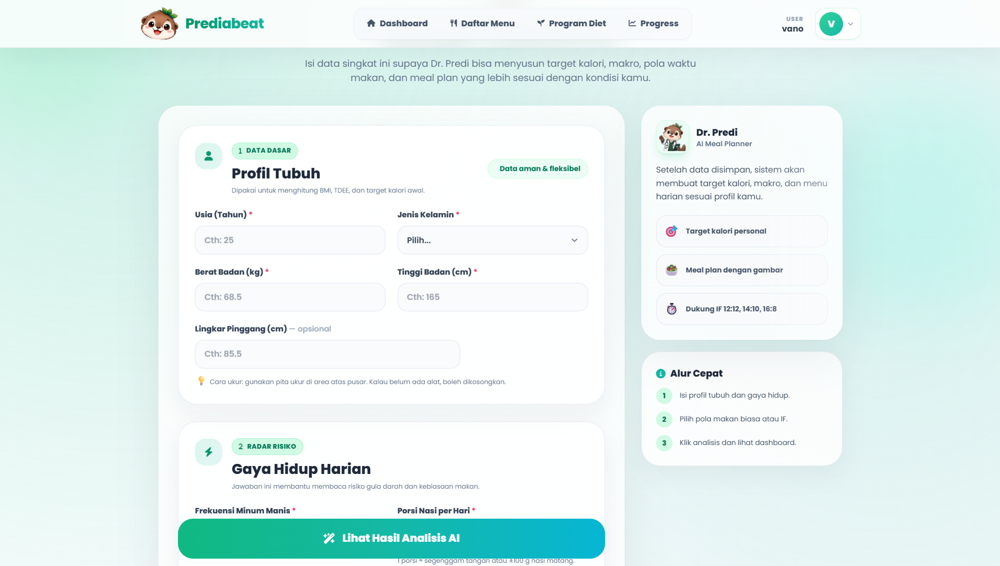 Prediabeat
Dashboard
Daftar Menu
Program Diet
Progress
USER
vano
V
Isi data singkat ini supaya Dr. Predi bisa menyusun target kalori, makro, pola waktu
makan, dan meal plan yang lebih sesuai dengan kondisi kamu.
1 DATA DASAR
Profil Tubuh
Dipakai untuk menghitung BMI, TDEE, dan target kalori awal.
Data aman & fleksibel
Usia (Tahun) *
Cth: 25
Jenis Kelamin *
Pilih...
Berat Badan (kg) *
Cth: 68.5
Tinggi Badan (cm) *
Cth: 165
Lingkar Pinggang (cm) — opsional
Cth: 85.5
Cara ukur: gunakan pita ukur di area atas pusar. Kalau belum ada alat, boleh dikosongkan.
2 RADAR RISIKO
Gaya Hidup Harian
Jawaban ini membantu membaca risiko gula darah dan kebiasaan makan.
Frekuensi Minum Manis *
Porsi Nasi per Hari *
Lihat Hasil Analisis AI
1 porsi ≈ segenggam tangan atau ±100 g nasi matang.
Dr. Predi
AI Meal Planner
Setelah data disimpan, sistem akan
membuat target kalori, makro, dan menu
harian sesuai profil kamu.
Target kalori personal
Meal plan dengan gambar
Dukung IF 12:12, 14:10, 16:8
Alur Cepat
1 Isi profil tubuh dan gaya hidup.
2 Pilih pola makan biasa atau IF.
3 Klik analisis dan lihat dashboard.